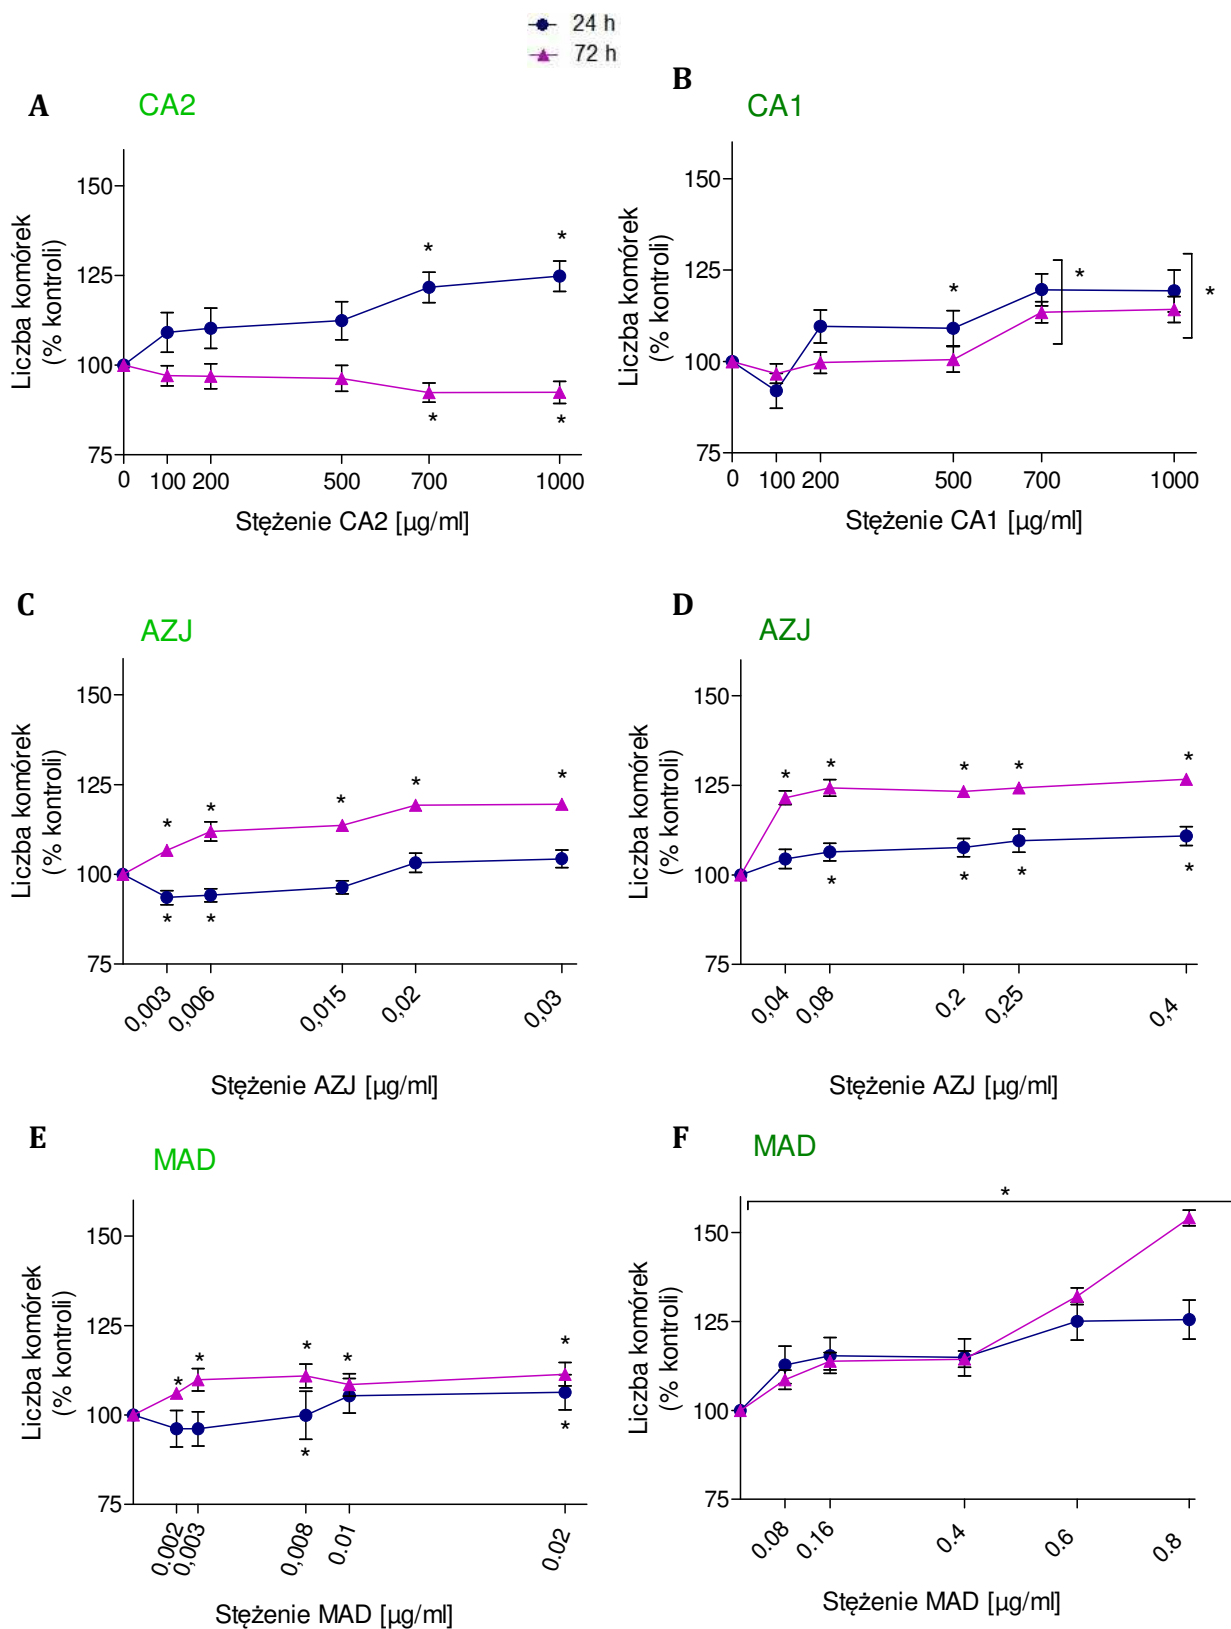 24 h
72 h
A
CA2
Liczba komórek
(% kontroli)
150
125
100
75
* *
* *
0 100 200 500 700 1000
Stężenie CA2 [µg/ml]
B
CA1
Liczba komórek
(% kontroli)
150
125
100
75
* * *
0 100 200 500 700 1000
Stężenie CA1 [µg/ml]
C
AZJ
Liczba komórek
(% kontroli)
150
125
100
75
* * * * *
* *
0,003 0,006 0,015 0,02 0,03
Stężenie AZJ [µg/ml]
D
AZJ
Liczba komórek
(% kontroli)
150
125
100
75
* * * * *
* * * *
0,04 0,08 0.2 0,25 0,4
Stężenie AZJ [µg/ml]
E
MAD
Liczba komórek
(% kontroli)
150
125
100
75
* * * * *
* *
0.002 0,003 0,008 0.01 0.02
Stężenie MAD [µg/ml]
F
MAD
*
Liczba komórek
(% kontroli)
150
125
100
75
0.08 0.16 0.4 0.6 0.8
Stężenie MAD [µg/ml]